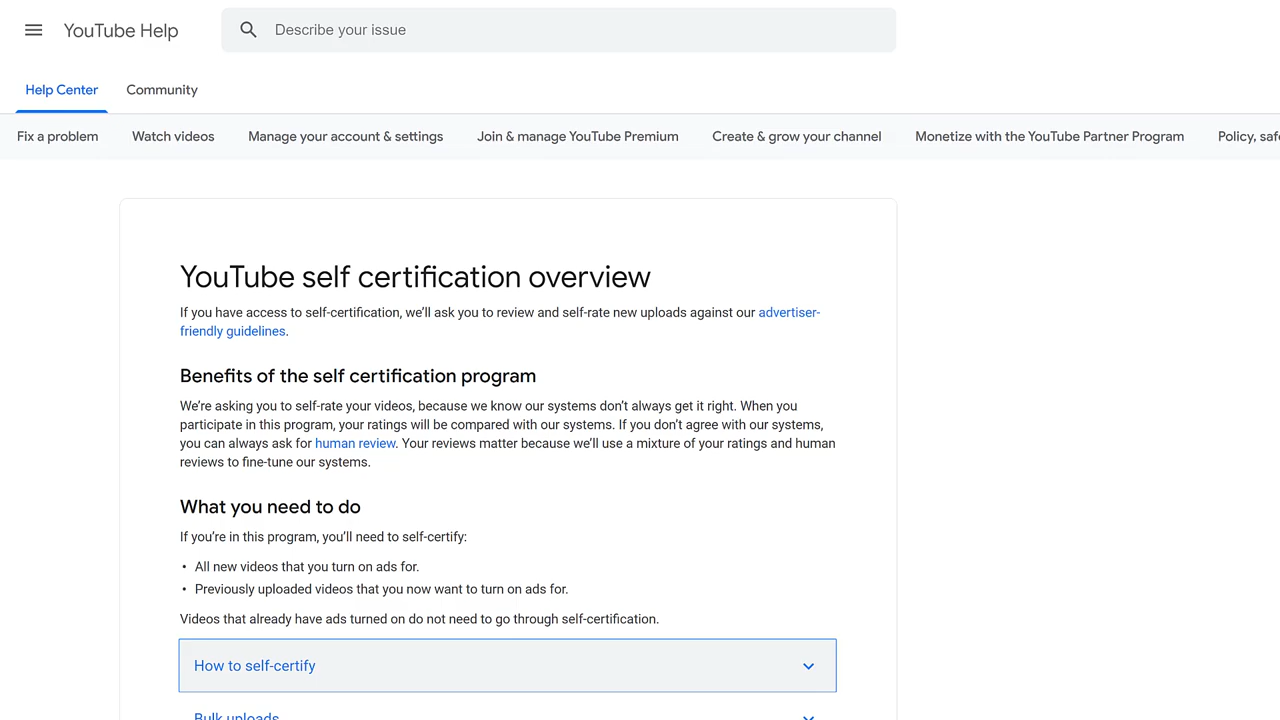 YouTube Help
Describe your issue
Help Center
Community
Fix a problem
Watch videos
Manage your account & settings
Join & manage YouTube Premium
Create & grow your channel
Monetize with the YouTube Partner Program
Policy, safe
YouTube self certification overview
If you have access to self-certification, we’ll ask you to review and self-rate new uploads against our advertiser-
friendly guidelines.
Benefits of the self certification program
We’re asking you to self-rate your videos, because we know our systems don’t always get it right. When you
participate in this program, your ratings will be compared with our systems. If you don’t agree with our systems,
you can always ask for human review. Your reviews matter because we’ll use a mixture of your ratings and human
reviews to fine-tune our systems.
What you need to do
If you’re in this program, you’ll need to self-certify:
• All new videos that you turn on ads for.
• Previously uploaded videos that you now want to turn on ads for.
Videos that already have ads turned on do not need to go through self-certification.
How to self-certify
Bulk uploads